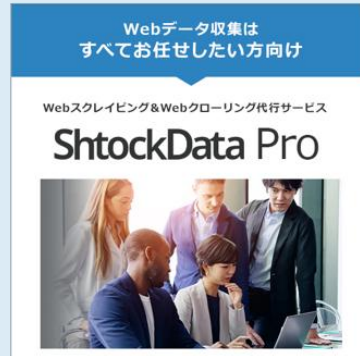 Webデータ収集は
すべてお任せしたい方向け
Webスクレイピング&Webクローリング代行サービス
ShtockData Pro